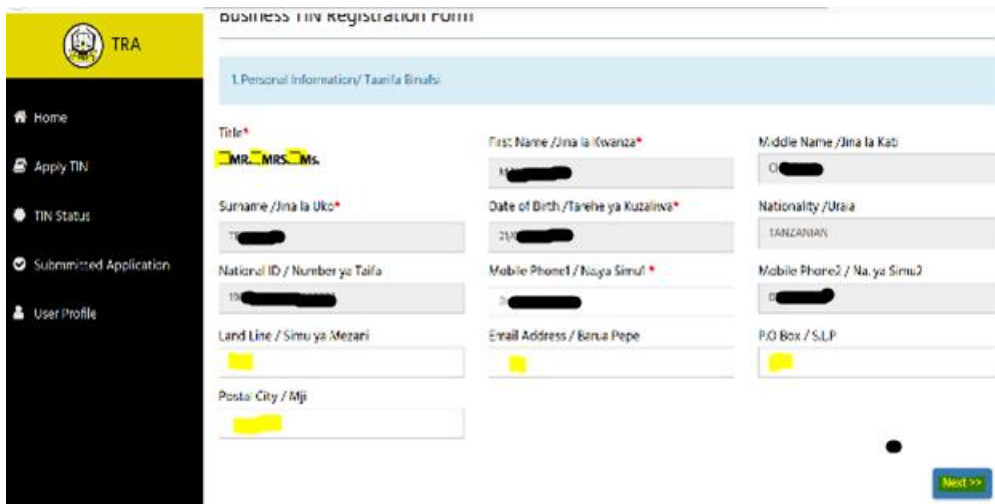 TRA
Home
Apply TIN
TIN Status
Submmitted Application
User Profile
Business TIN Registration Form
1. Personal Information/ Taarifa Binafsi
Title*
MR. MRS. Ms.
First Name /Jina la Kwanza*
Middle Name /Jina la Kati
Surname /Jina la Uko*
Date of Birth /Tarehe ya Kuzaliwa*
Nationality /Uraia
TANZANIAN
National ID / Number ya Taifa
Mobile Phone1 / Na.ya Simu1 *
Mobile Phone2 / Na. ya Simu2
Land Line / Simu ya Mezani
Email Address / Barua Pepe
P.O Box / S.L.P
Postal City / Mji
Next >>